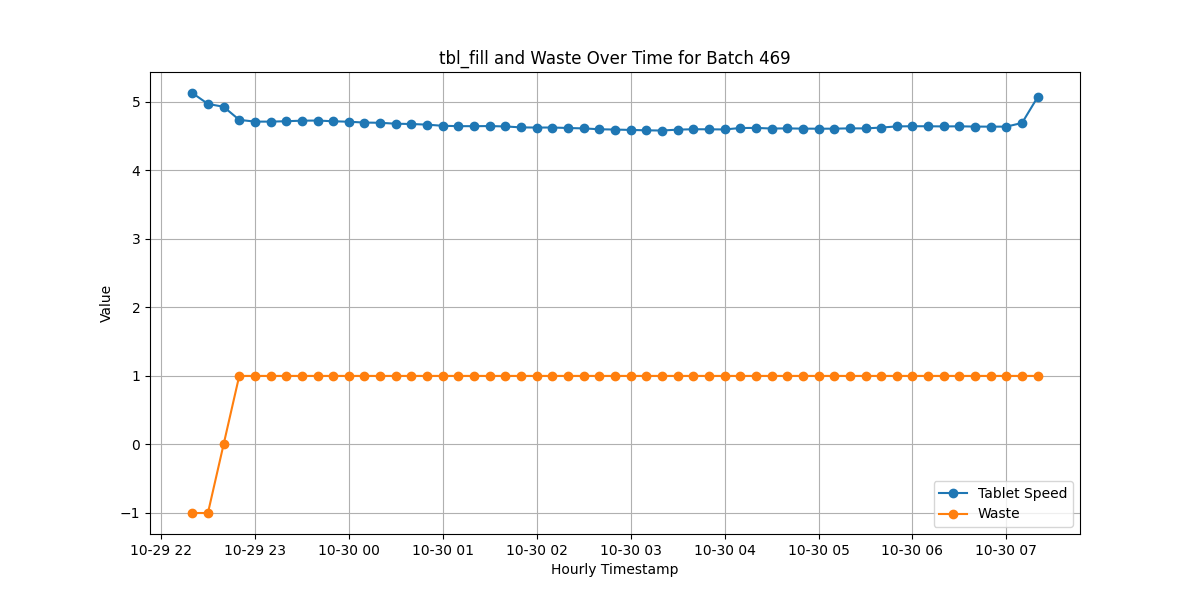 tbl_fill and Waste Over Time for Batch 469
Value
5
4
3
2
1
0
−1
Tablet Speed
Waste
10-29 22 10-29 23 10-30 00 10-30 01 10-30 02 10-30 03 10-30 04 10-30 05 10-30 06 10-30 07
Hourly Timestamp